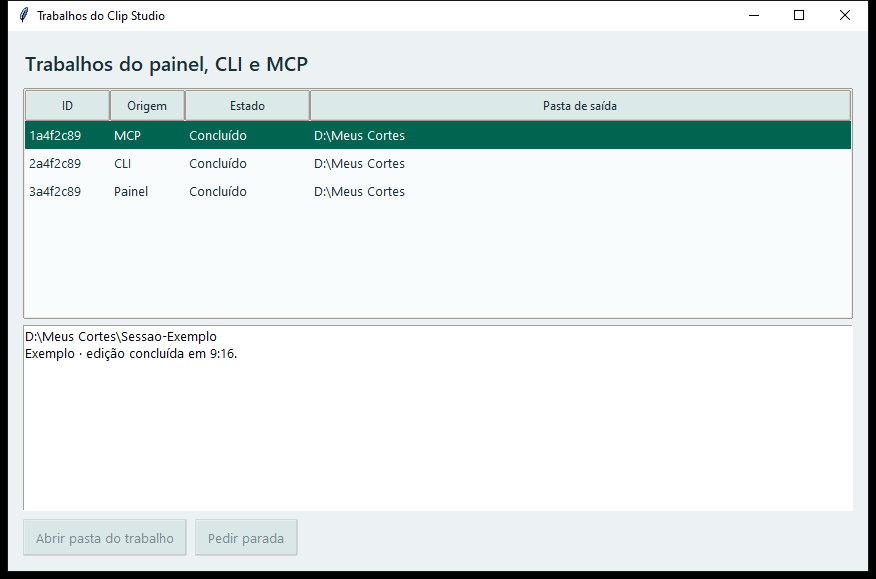 Trabalhos do Clip Studio
Trabalhos do painel, CLI e MCP
ID Origem Estado Pasta de saída
1a4f2c89 MCP Concluído D:\Meus Cortes
2a4f2c89 CLI Concluído D:\Meus Cortes
3a4f2c89 Painel Concluído D:\Meus Cortes
D:\Meus Cortes\Sessao-Exemplo
Exemplo · edição concluída em 9:16.
Abrir pasta do trabalho Pedir parada